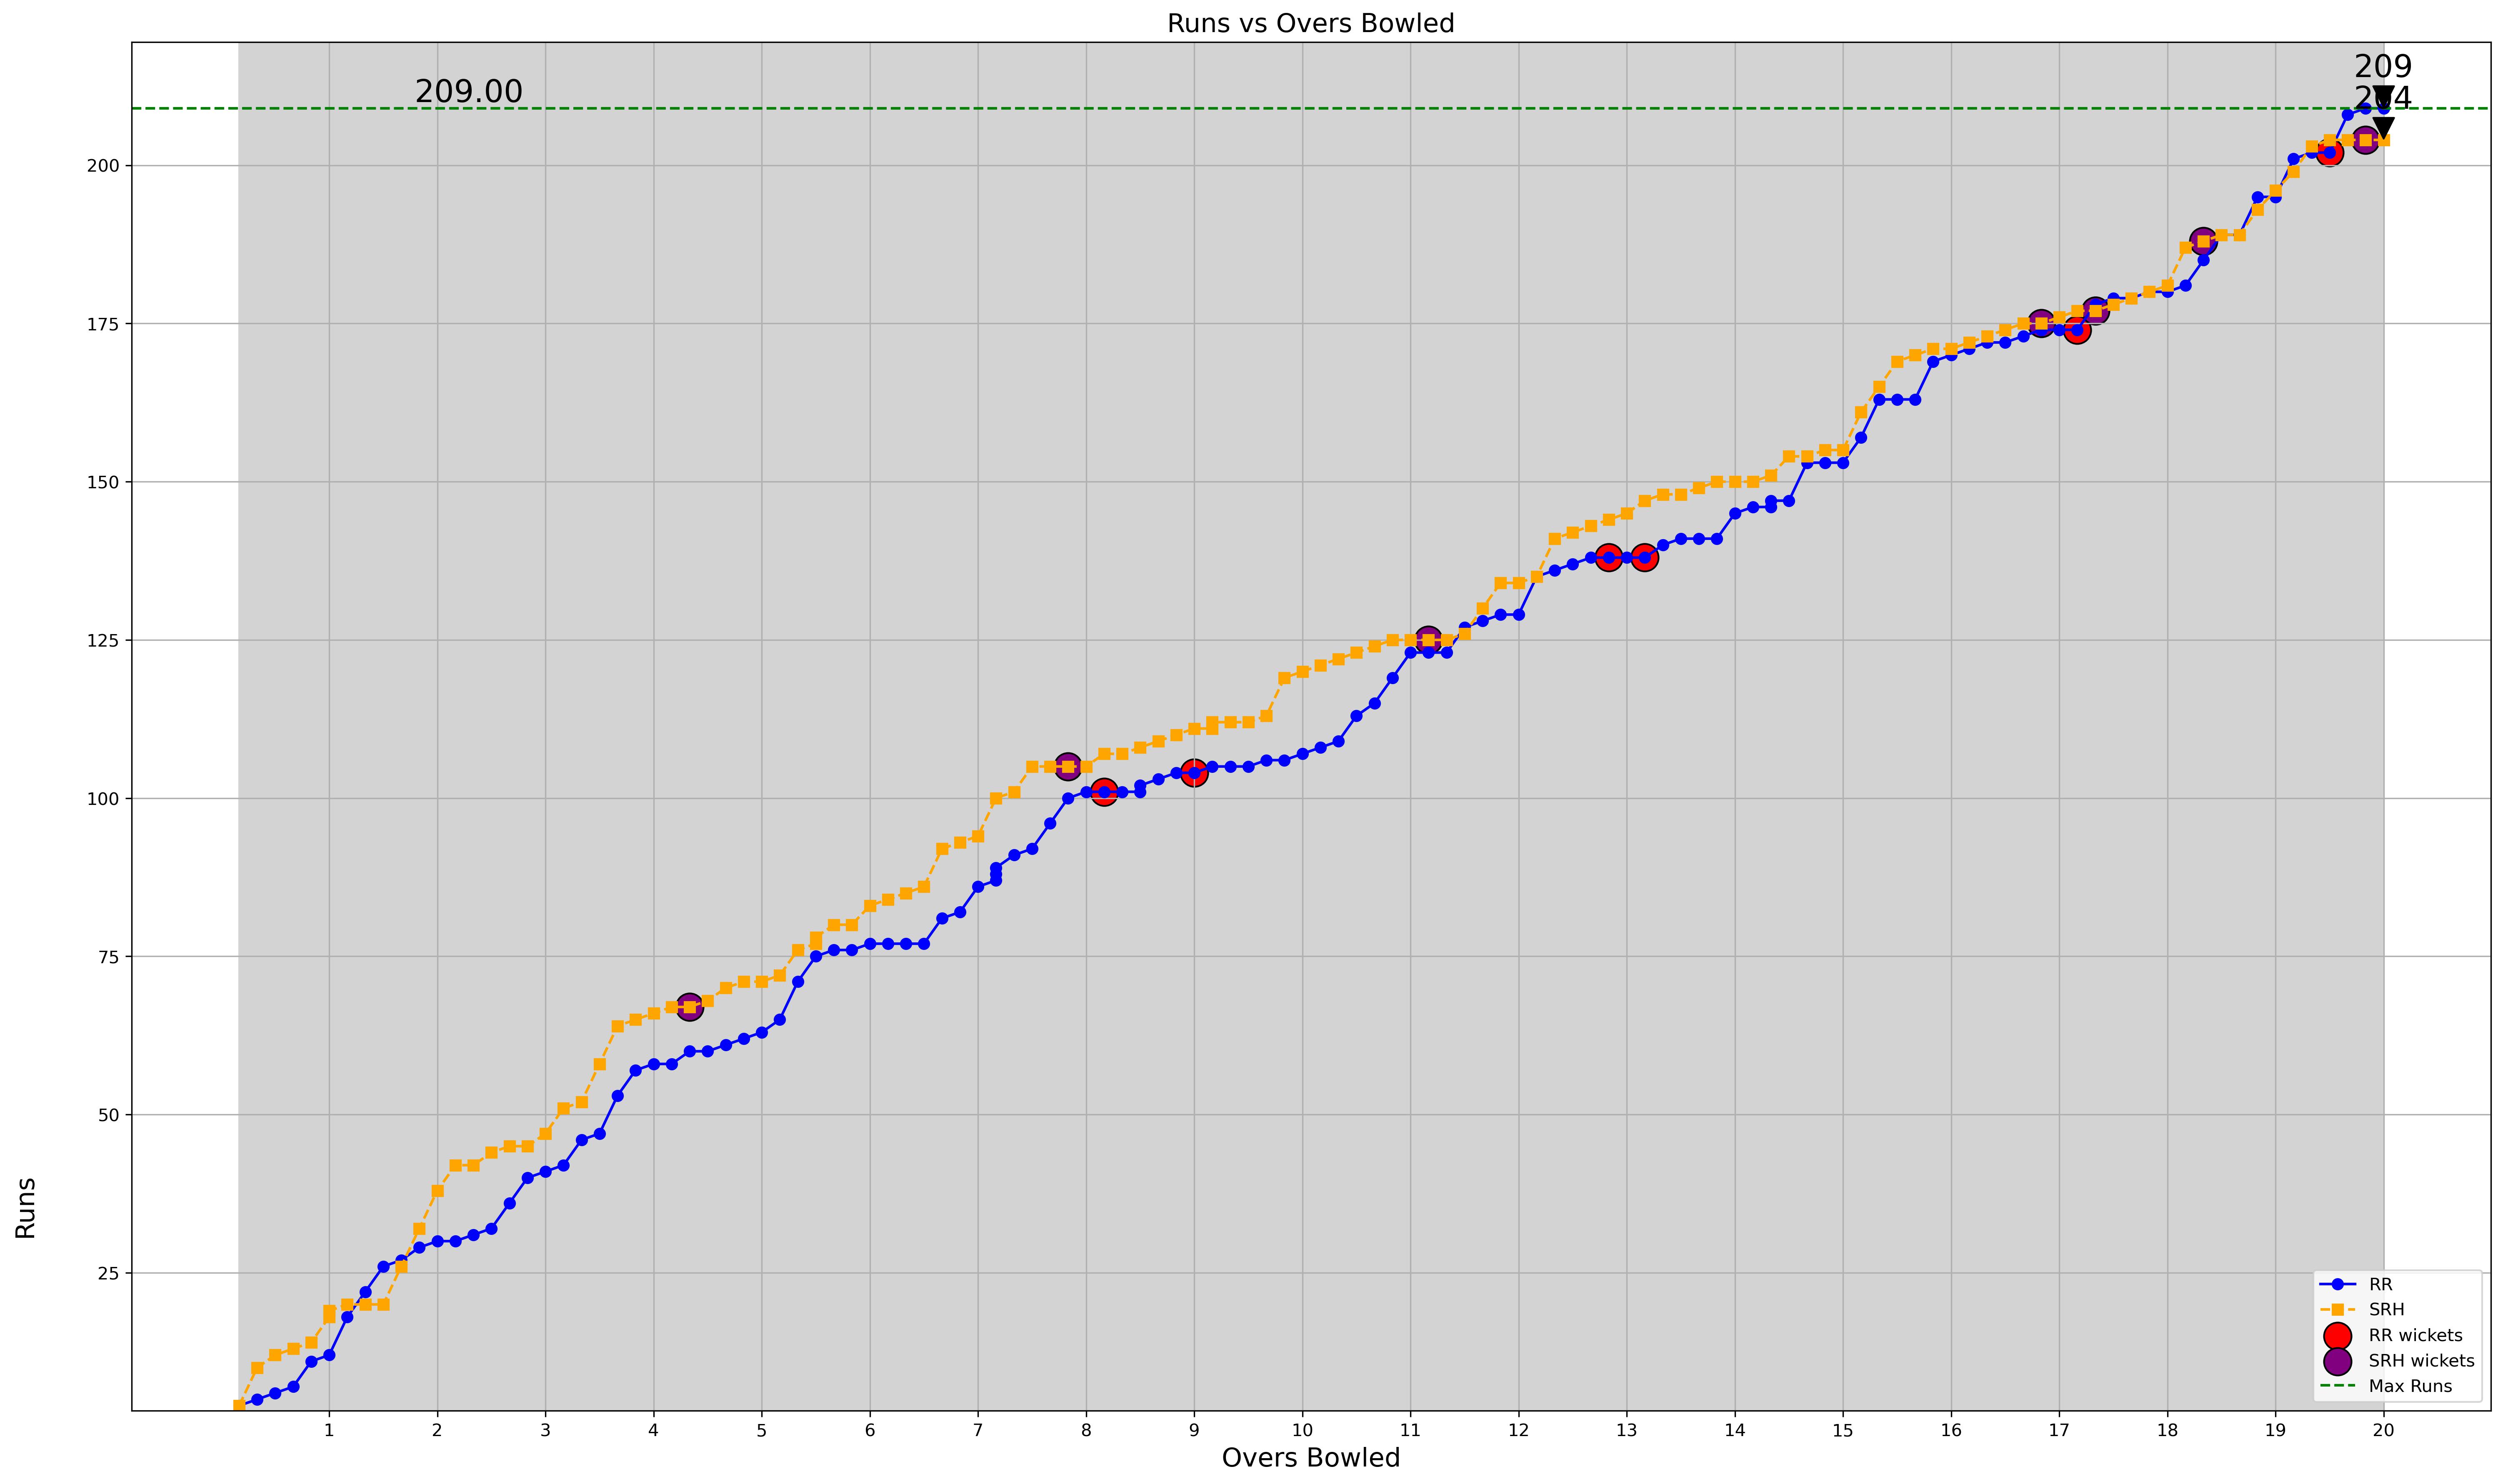 Runs vs Overs Bowled
209.00
209
204
200
175
150
125
100
75
50
25
Runs
1 2 3 4 5 6 7 8 9 10 11 12 13 14 15 16 17 18 19 20
Overs Bowled
RR
SRH
RR wickets
SRH wickets
Max Runs